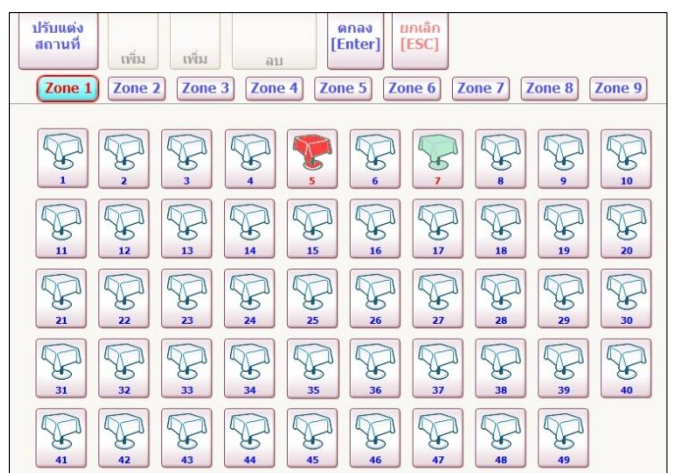 ปรับแต่ง
สถานที่
เพิ่ม
เพิ่ม
ลบ
ตกลง
[Enter]
ยกเลิก
[ESC]
Zone 1 Zone 2 Zone 3 Zone 4 Zone 5 Zone 6 Zone 7 Zone 8 Zone 9
1 2 3 4 5 6 7 8 9 10
11 12 13 14 15 16 17 18 19 20
21 22 23 24 25 26 27 28 29 30
31 32 33 34 35 36 37 38 39 40
41 42 43 44 45 46 47 48 49